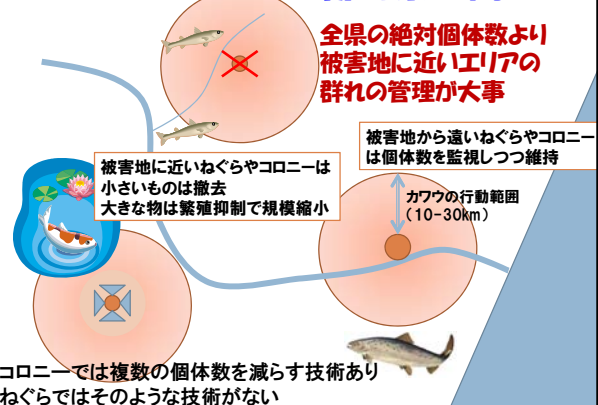 全県の絶対個体数より
被害地に近いエリアの
群れの管理が大事
被害地から遠いねぐらやコロニー
は個体数を監視しつつ維持
被害地に近いねぐらやコロニーは
小さいものは撤去
大きな物は繁殖抑制で規模縮小
カワウの行動範囲
(10-30km)
コロニーでは複数の個体数を減らす技術あり
ねぐらではそのような技術がない